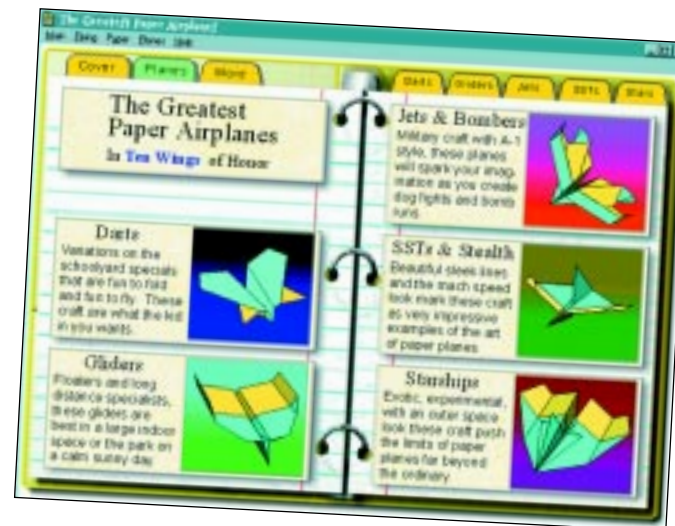 The Greatest Paper Airplanes
Help
Cover
Planes
Darts
Gliders
Jets
SSTs
Stars
The Greatest
Paper Airplanes
In Ten Wings of Honor
Darts
Variations on the
schoolyard specials
that are fun to fold
and fun to fly. These
craft are what the kid
in you wants.
Gliders
Floaters and long
distance specialists,
these gliders are
best in a large indoor
space or the park on
a calm sunny day.
Jets & Bombers
Military craft with A-1
style, these planes
will spark your imag-
ination as you create
dog fights and bomb
runs.
SSTs & Stealth
Beautiful sleek lines
and the mach speed
look mark these craft
as very impressive
examples of the art
of paper planes.
Starships
Exotic, experimental,
with an outer space
look these craft push
the limits of paper
planes far beyond
the ordinary.